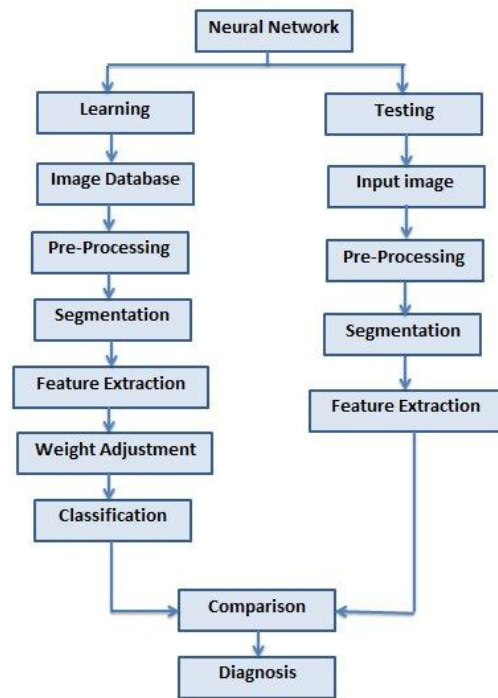 Neural Network
Learning
Testing
Image Database
Input image
Pre-Processing
Pre-Processing
Segmentation
Segmentation
Feature Extraction
Feature Extraction
Weight Adjustment
Classification
Comparison
Diagnosis